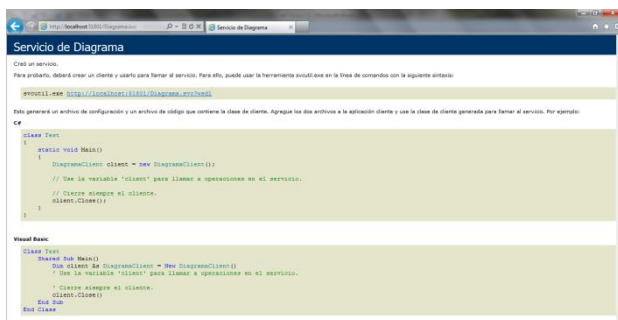 Servicio de Diagrama
Servicio de Diagrama
Creó un servicio.
Para probarlo, deberá crear un cliente y usarlo para llamar al servicio. Para ello, puede usar la herramienta svcutil.exe en la línea de comandos con la siguiente sintaxis:
svcutil.exe http://localhost:51801/Diagrama.svc?wsdl
Esto generará un archivo de configuración y un archivo de código que contiene la clase de cliente. Agregue los dos archivos a la aplicación cliente y use la clase de cliente generada para llamar al servicio. Por ejemplo:
C#
class Test
{
static void Main()
{
DiagramaClient client = new DiagramaClient();
// Use la variable 'client' para llamar a operaciones en el servicio.
// Cierre siempre el cliente.
client.Close();
}
}
Visual Basic
Class Test
Shared Sub Main()
Dim client As DiagramaClient = New DiagramaClient()
' Use la variable 'client' para llamar a operaciones en el servicio.
' Cierre siempre el cliente.
client.Close()
End Sub
End Class